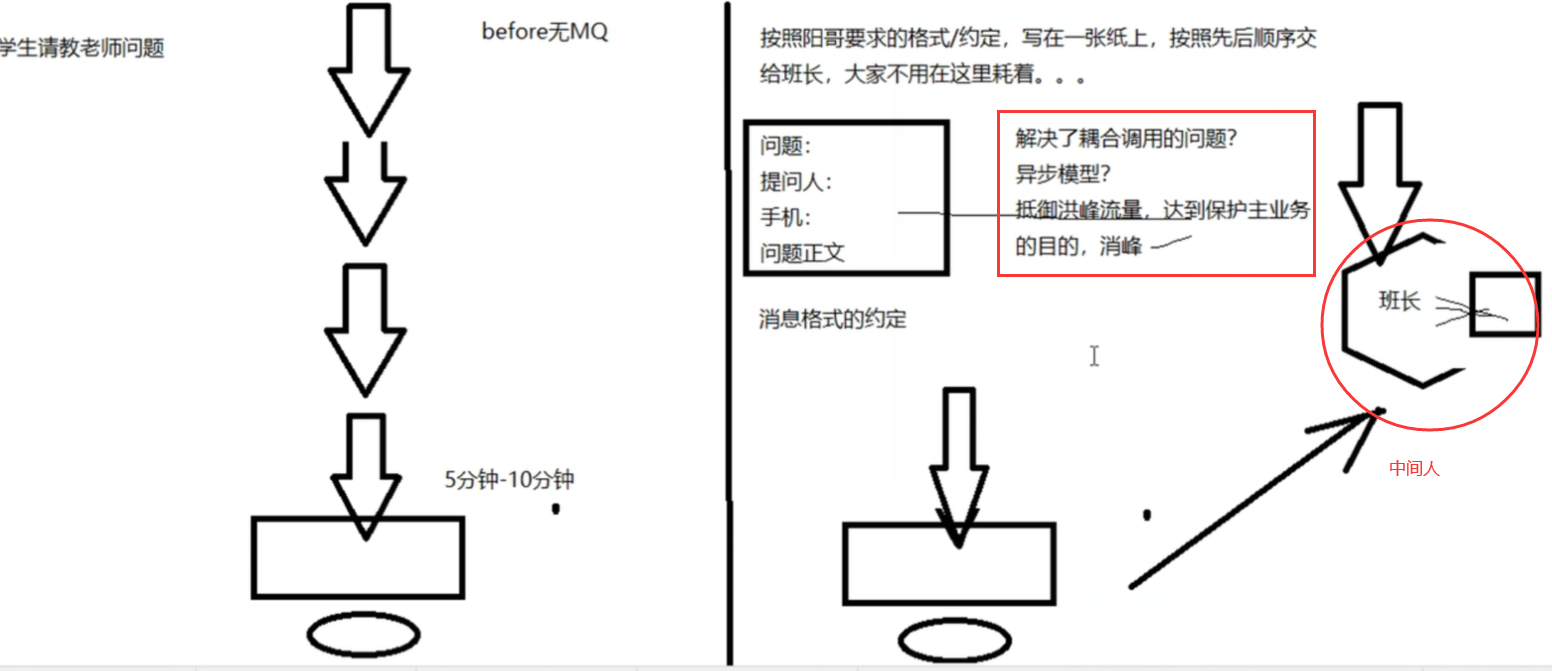 学生请教老师问题
before无MQ
5分钟-10分钟
按照阳哥要求的格式/约定，写在一张纸上，按照先后顺序交
给班长，大家不用在这里耗着。。。
问题：
提问人：
手机：
问题正文
解决了耦合调用的问题？
异步模型？
抵御洪峰流量，达到保护主业务
的目的，消峰
消息格式的约定
班长
中间人